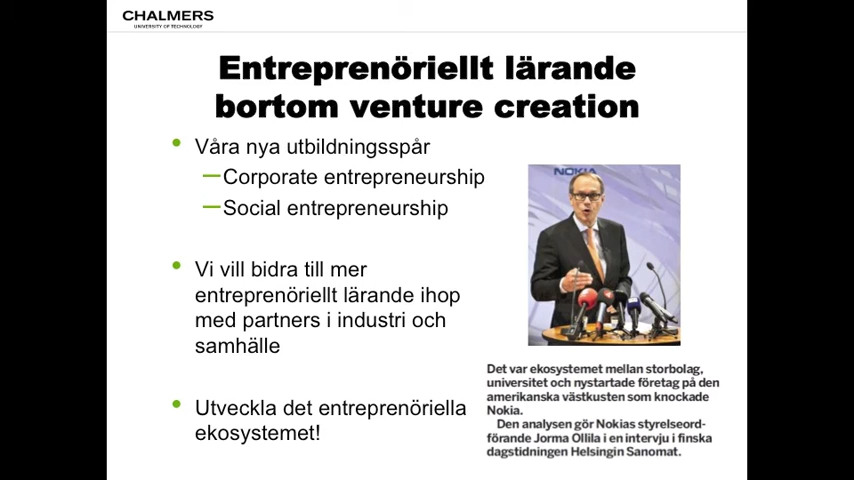 CHALMERS
UNIVERSITY OF TECHNOLOGY
Entreprenöriellt lärande
bortom venture creation
• Våra nya utbildningsspår
—Corporate entrepreneurship
—Social entrepreneurship
• Vi vill bidra till mer
entreprenöriellt lärande ihop
med partners i industri och
samhälle
• Utveckla det entreprenöriella
ekosystemet!
NOKIA
Det var ekosystemet mellan storbolag,
universitet och nystartade företag på den
amerikanska västkusten som knockade
Nokia.
Den analysen gör Nokias styrelseord-
förande Jorma Ollila i en intervju i finska
dagstidningen Helsingin Sanomat.